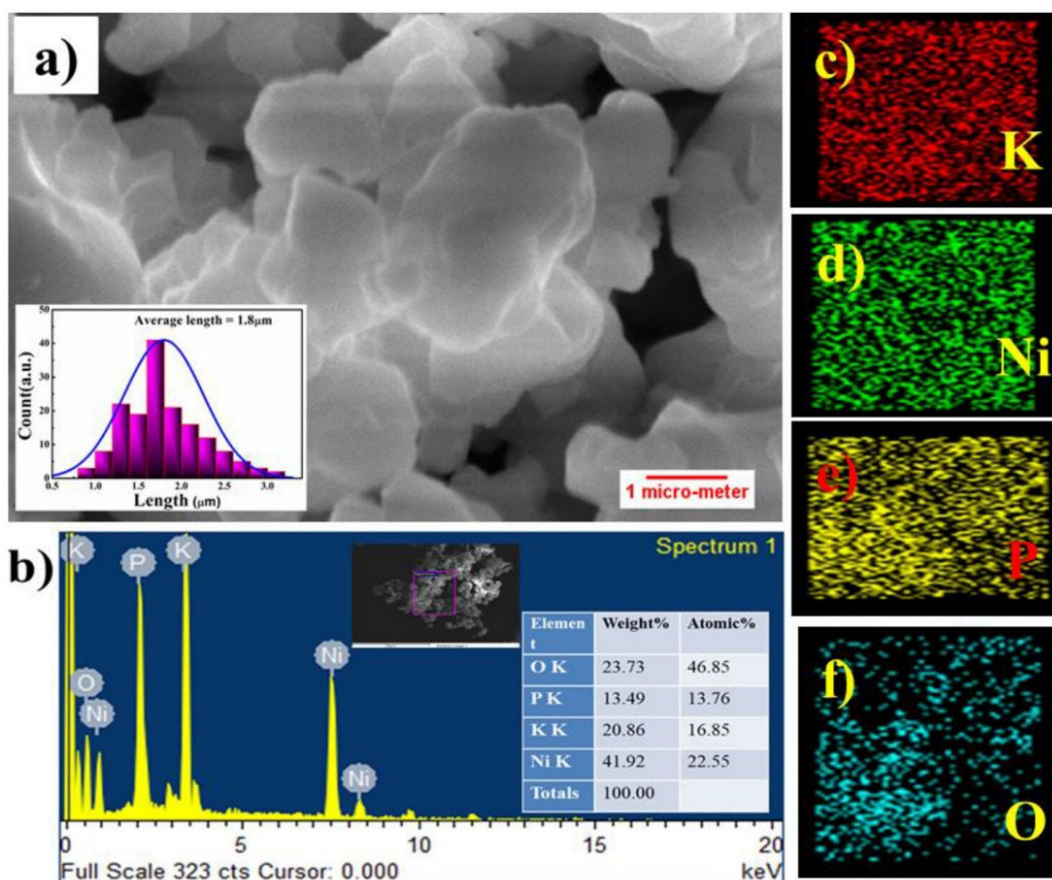 a)
50
40
30
20
10
0
Count(a.u.)
Average length = 1.8μm
0.5 1.0 1.5 2.0 2.5 3.0
Length (μm)
1 micro-meter
b)
Spectrum 1
K
P
K
O
Ni
Ni
Ni
Elemen
t Weight% Atomic%
O K 23.73 46.85
P K 13.49 13.76
K K 20.86 16.85
Ni K 41.92 22.55
Totals 100.00
0 5 10 15 20
Full Scale 323 cts Cursor: 0.000 keV
c)
K
d)
Ni
e)
P
f)
O